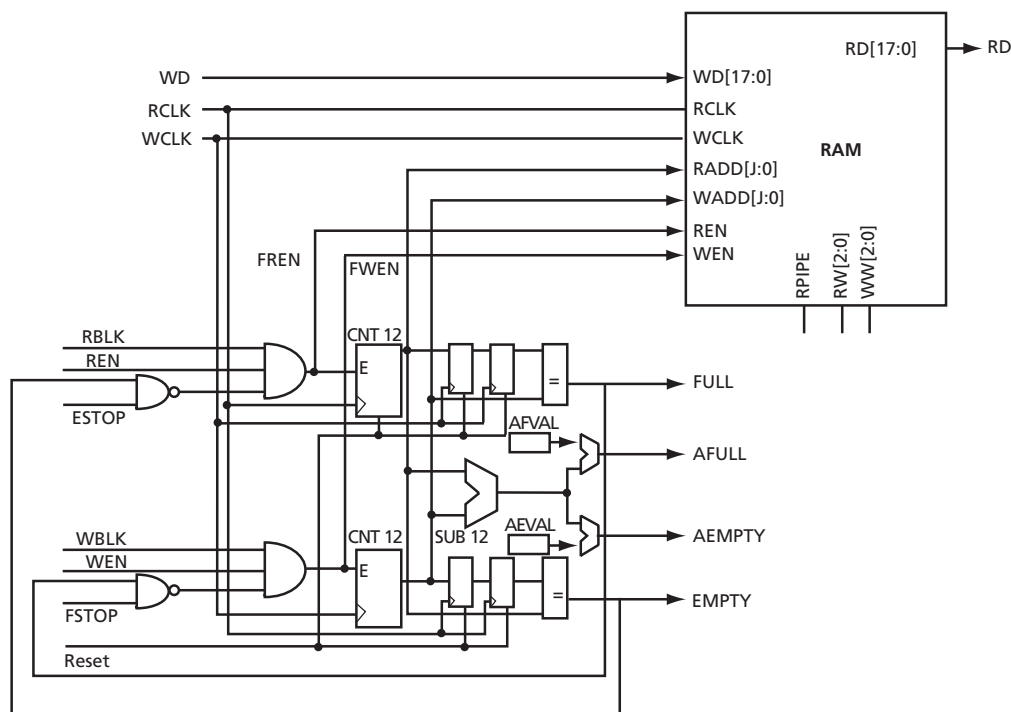 RD[17:0]
RD
WD
WD[17:0]
RCLK
RCLK
WCLK
WCLK
RAM
RADD[J:0]
WADD[J:0]
REN
FREN
FWEN
WEN
RPIPE
RW[2:0]
WW[2:0]
RBLK
CNT 12
REN
E
=
FULL
ESTOP
AFVAL
AFULL
WBLK
CNT 12
SUB 12
AEVAL
AEMPTY
WEN
E
=
EMPTY
FSTOP
Reset